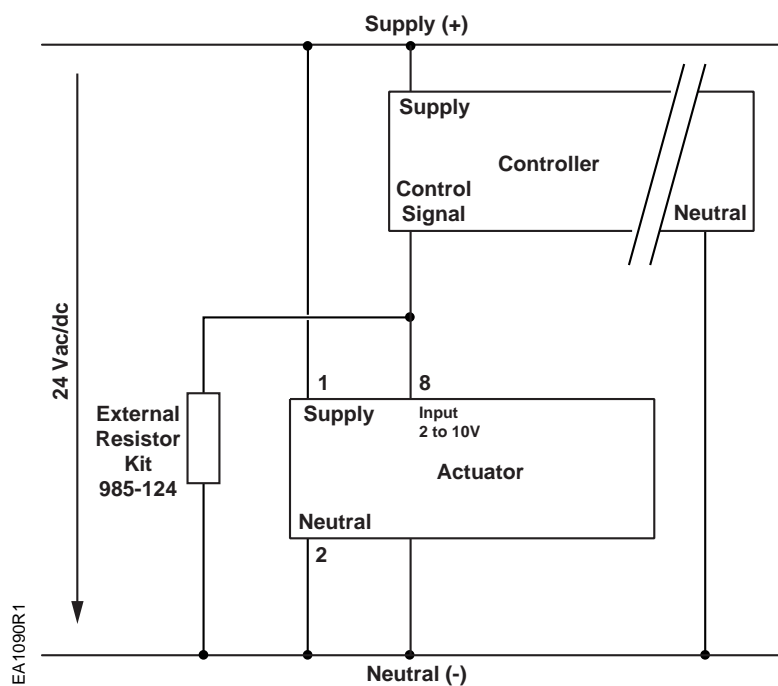 Supply (+)
Supply
Controller
Control
Signal
Neutral
24 Vac/dc
1
8
External
Resistor
Kit
985-124
Supply
Input
2 to 10V
Actuator
Neutral
2
EA1090R1
Neutral (-)